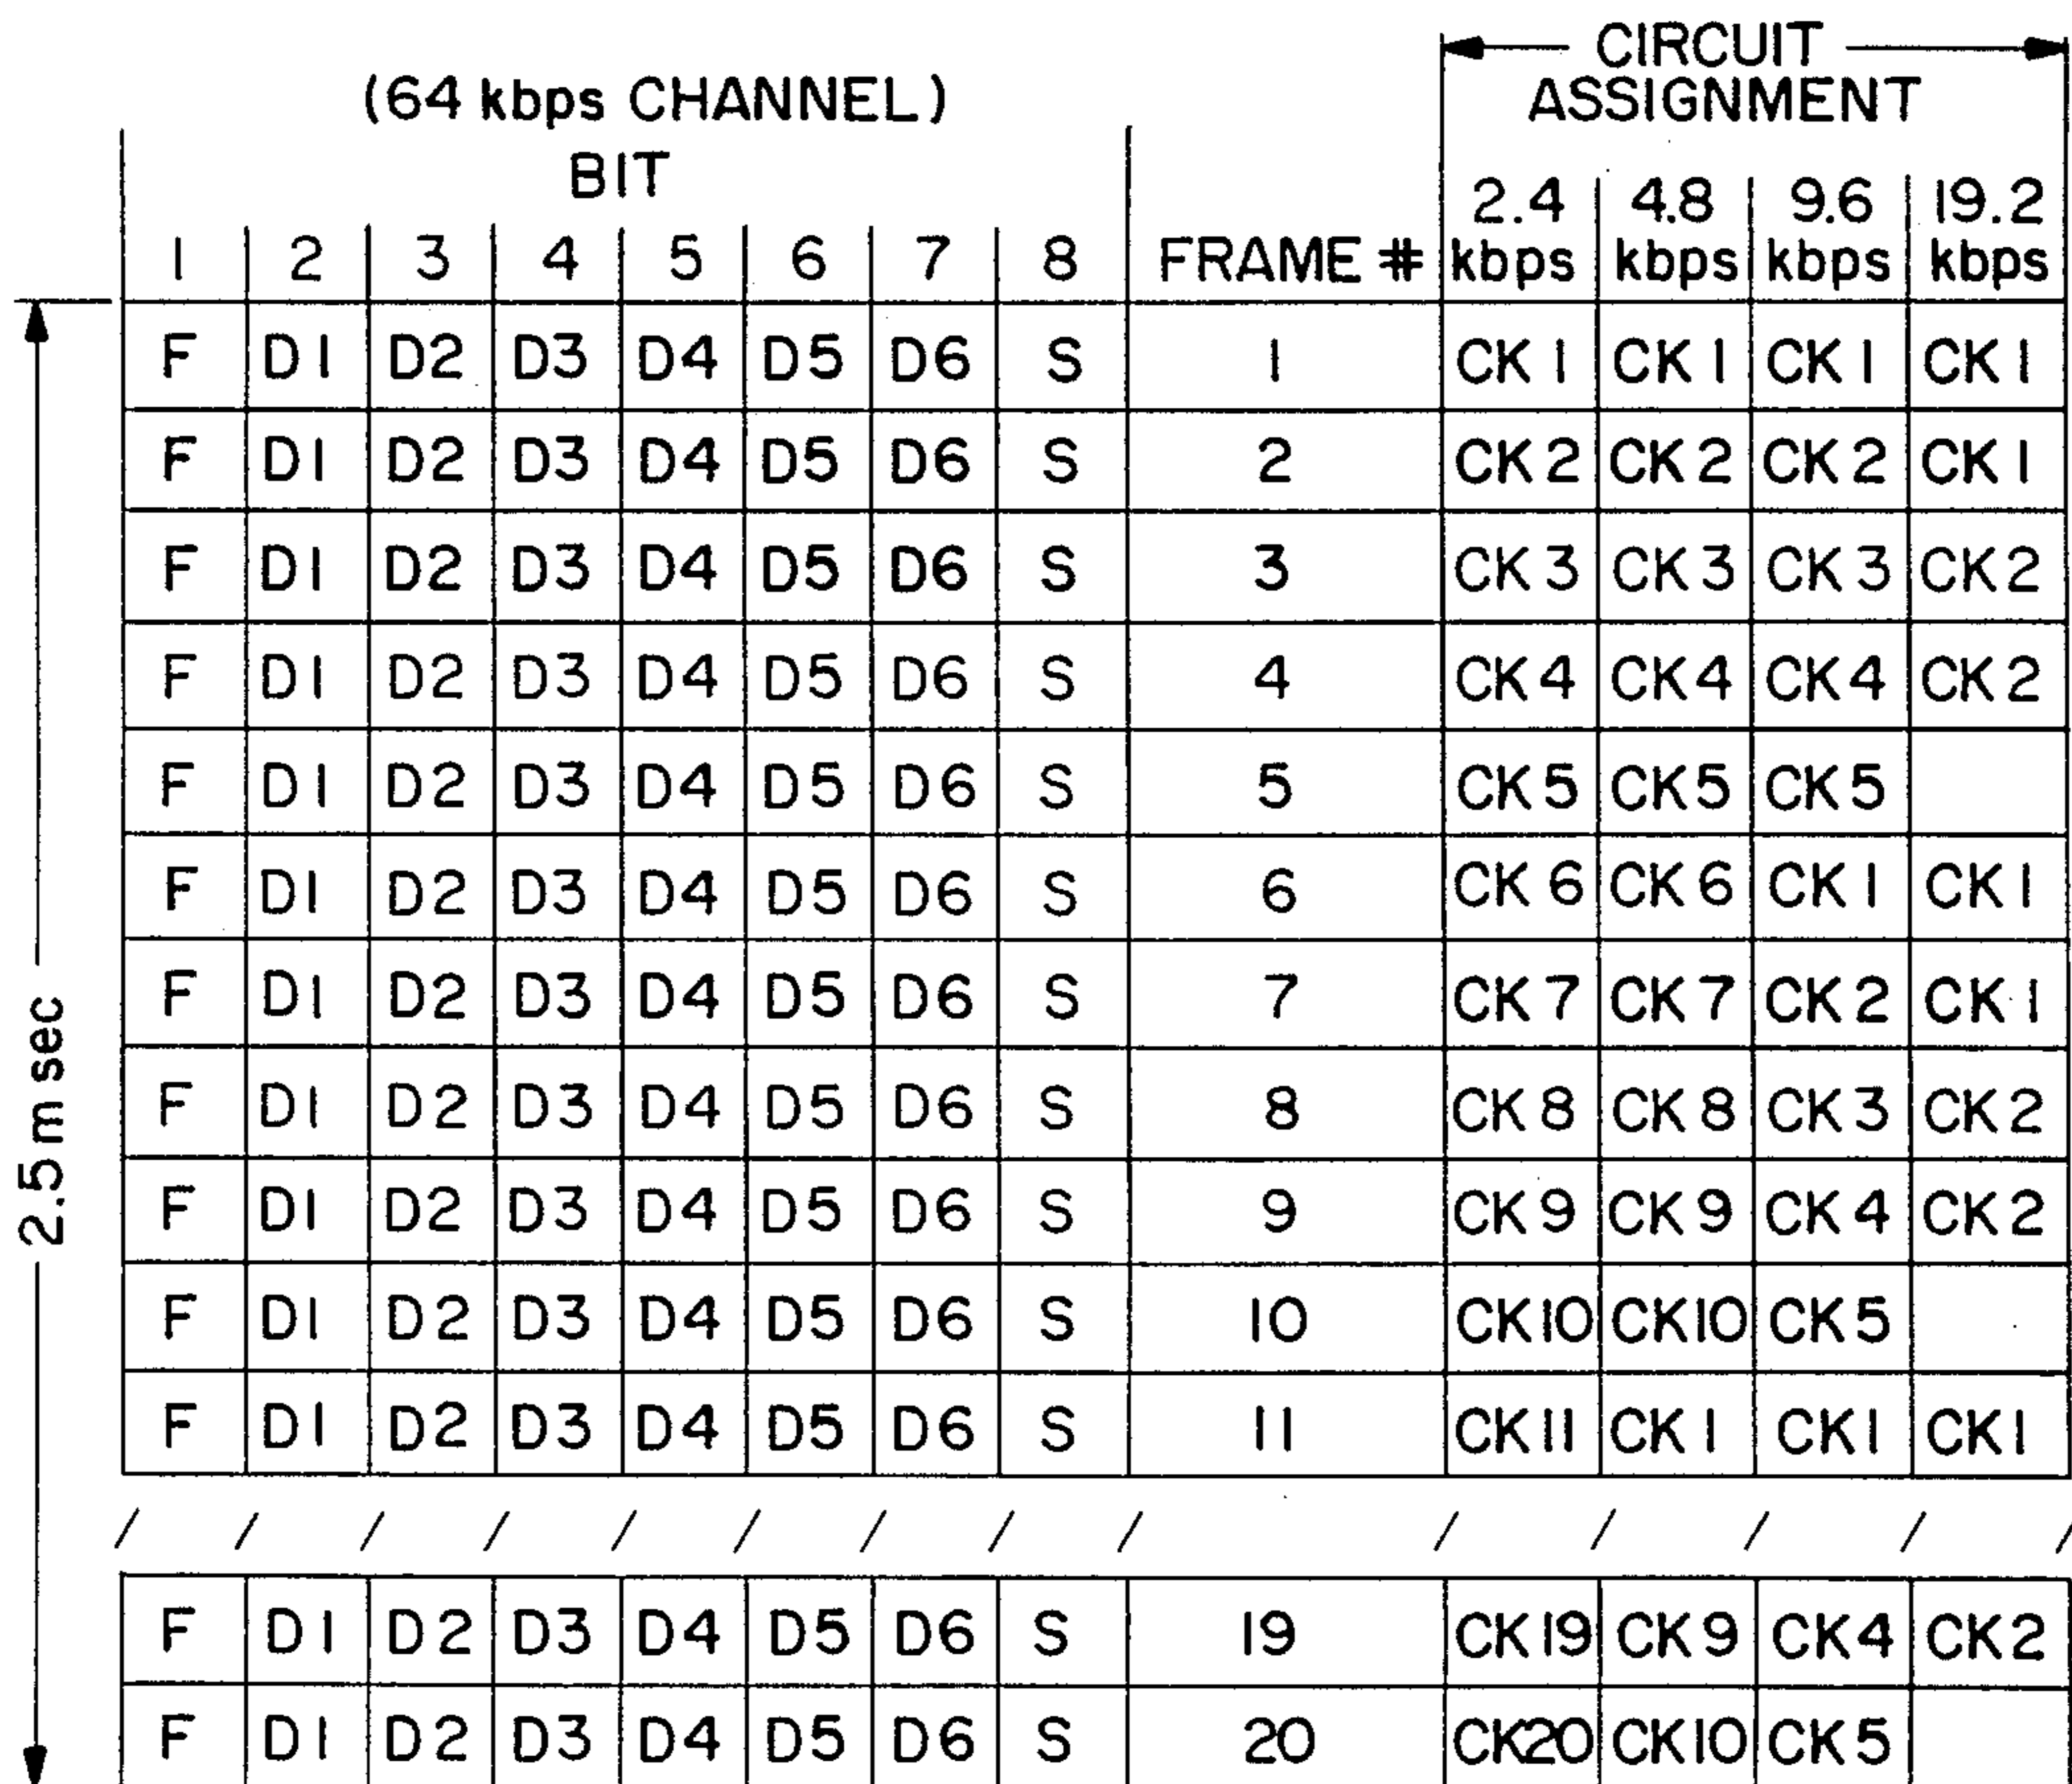 CIRCUIT
(64 kbps CHANNEL) ASSIGNMENT
BIT
2.4 4.8 9.6 19.2
1 2 3 4 5 6 7 8 FRAME # kbps kbps kbps kbps
F D1 D2 D3 D4 D5 D6 S 1 CK1 CK1 CK1 CK1
F D1 D2 D3 D4 D5 D6 S 2 CK2 CK2 CK2 CK1
F D1 D2 D3 D4 D5 D6 S 3 CK3 CK3 CK3 CK2
F D1 D2 D3 D4 D5 D6 S 4 CK4 CK4 CK4 CK2
F D1 D2 D3 D4 D5 D6 S 5 CK5 CK5 CK5
F D1 D2 D3 D4 D5 D6 S 6 CK6 CK6 CK1 CK1
F D1 D2 D3 D4 D5 D6 S 7 CK7 CK7 CK2 CK1
F D1 D2 D3 D4 D5 D6 S 8 CK8 CK8 CK3 CK2
F D1 D2 D3 D4 D5 D6 S 9 CK9 CK9 CK4 CK2
F D1 D2 D3 D4 D5 D6 S 10 CK10 CK10 CK5
F D1 D2 D3 D4 D5 D6 S 11 CK11 CK1 CK1 CK1
F D1 D2 D3 D4 D5 D6 S 19 CK19 CK9 CK4 CK2
F D1 D2 D3 D4 D5 D6 S 20 CK20 CK10 CK5
2.5 m sec